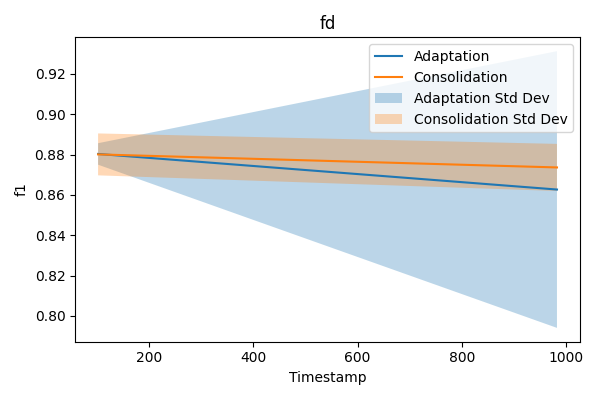 fd
Adaptation
Consolidation
Adaptation Std Dev
Consolidation Std Dev
f1
0.92
0.90
0.88
0.86
0.84
0.82
0.80
200 400 600 800 1000
Timestamp